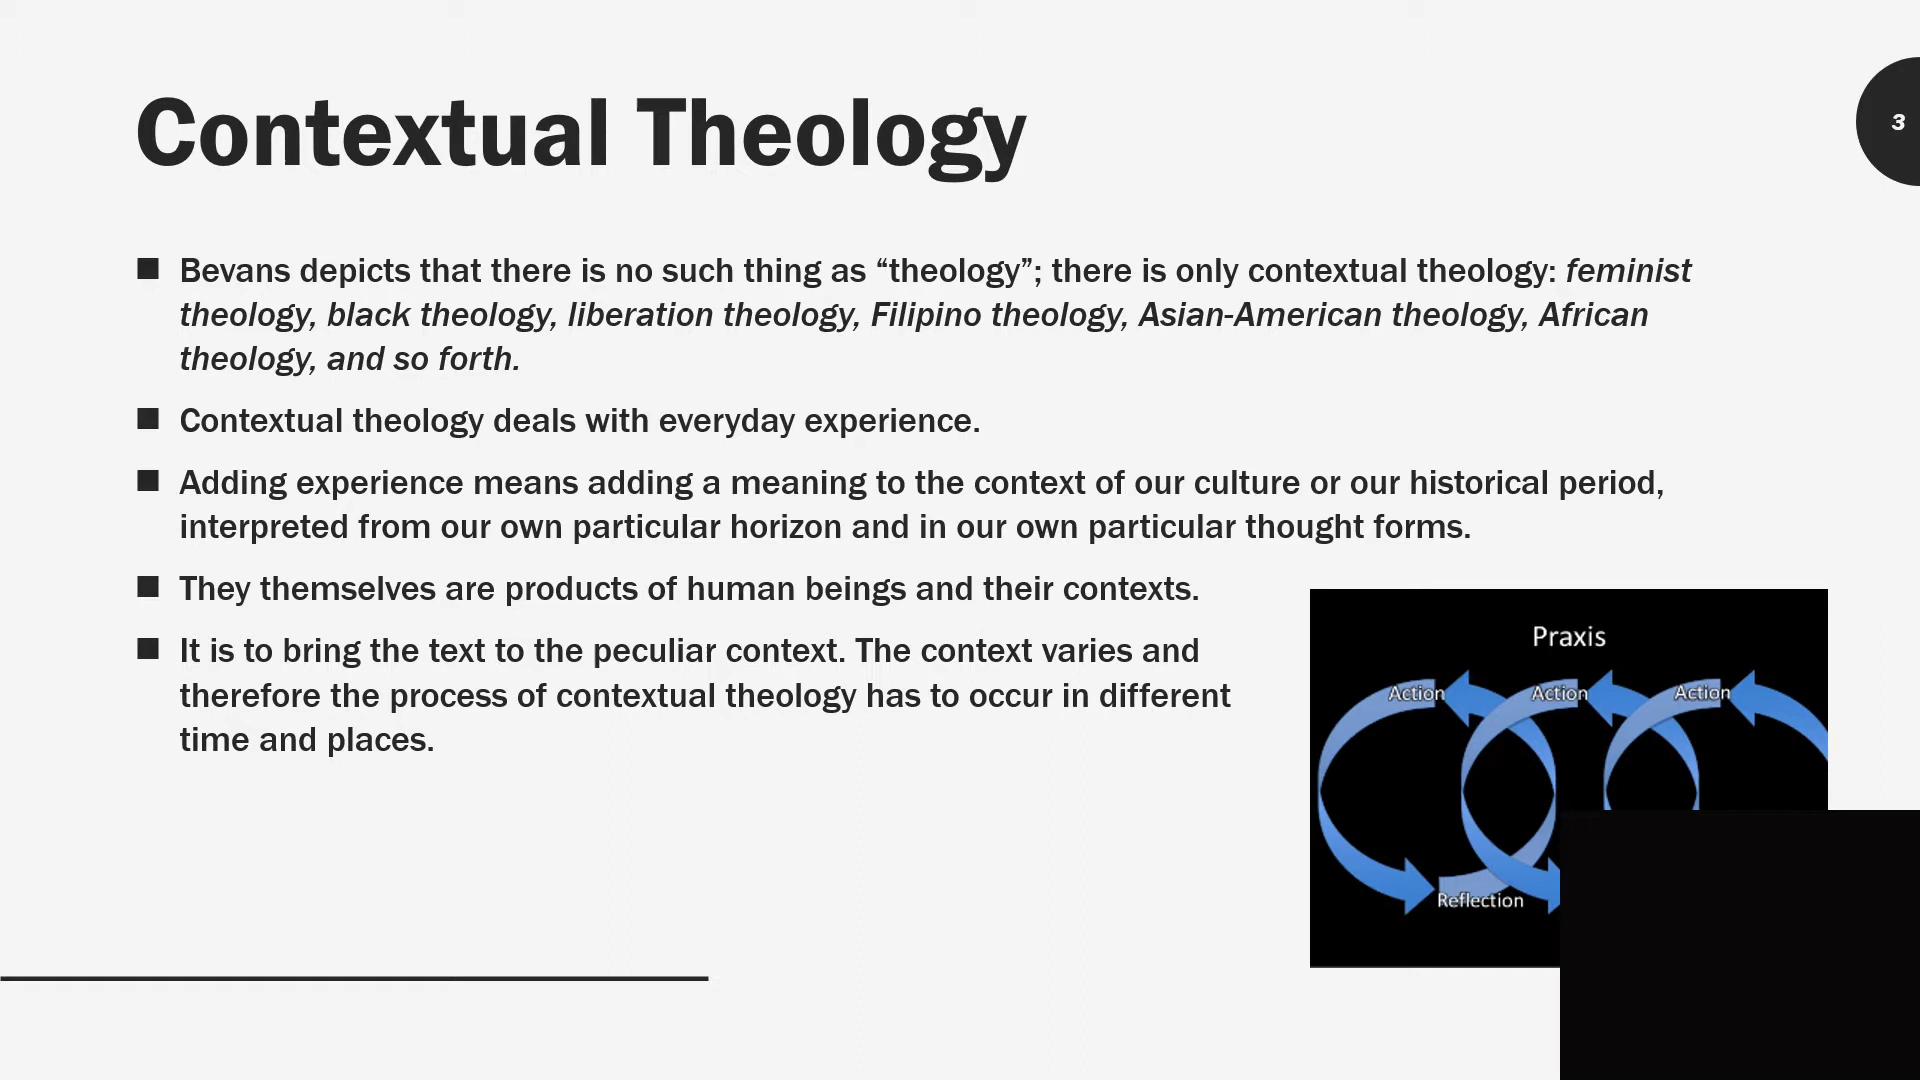 Contextual Theology
3
■ Bevans depicts that there is no such thing as “theology”; there is only contextual theology: feminist
theology, black theology, liberation theology, Filipino theology, Asian-American theology, African
theology, and so forth.
■ Contextual theology deals with everyday experience.
■ Adding experience means adding a meaning to the context of our culture or our historical period,
interpreted from our own particular horizon and in our own particular thought forms.
■ They themselves are products of human beings and their contexts.
■ It is to bring the text to the peculiar context. The context varies and
therefore the process of contextual theology has to occur in different
time and places.
Praxis
Action Action Action
Reflection